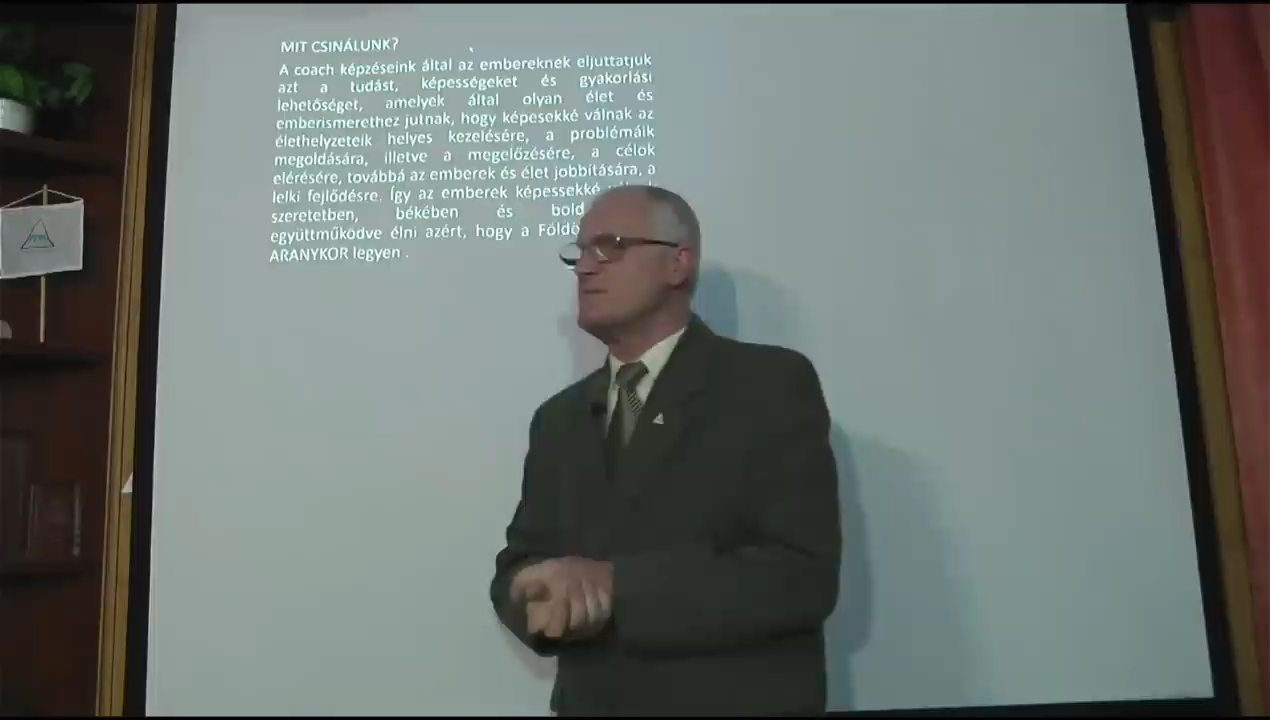 MIT CSINÁLUNK?
A coach képzéseink által az embereknek eljuttatjuk
azt a tudást, képességeket és gyakorlási
lehetőséget, amelyek által olyan élet és
emberismerethez jutnak, hogy képesekké válnak az
élethelyzeteik helyes kezelésére, a problémáik
megoldására, illetve a megelőzésére, a célok
elérésére, továbbá az emberek és élet jobbítására, a
lelki fejlődésre. Így az emberek képessekké
szeretetben, békében és
együttműködve élni azért, hogy a
ARANYKOR legyen .